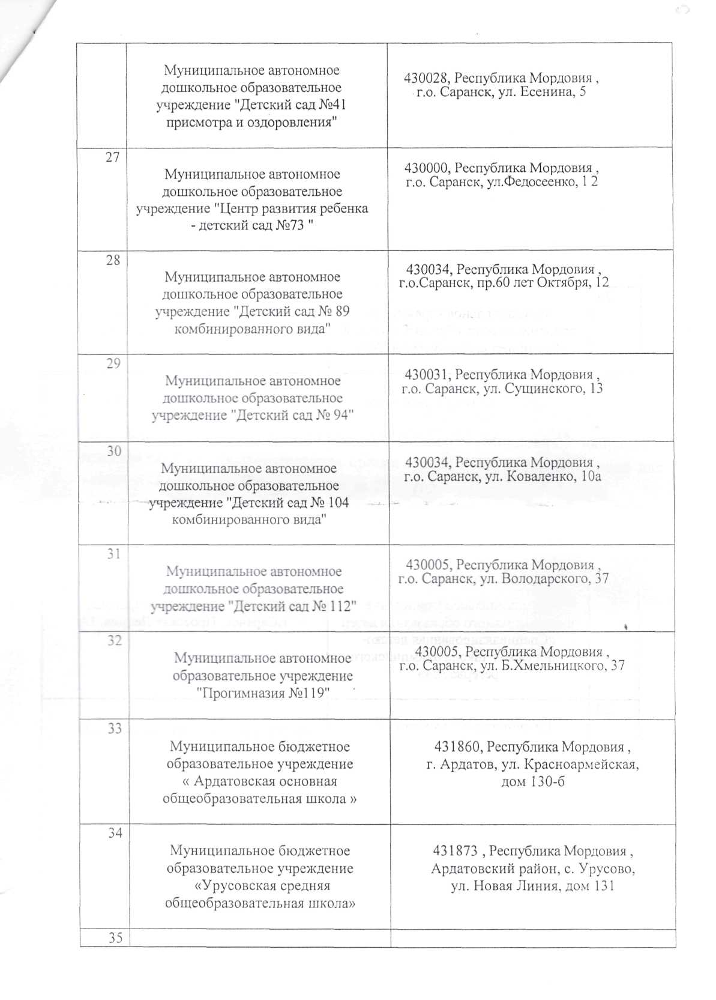 Муниципальное автономное
дошкольное образовательное
учреждение "Детский сад №41
присмотра и оздоровления"
430028, Республика Мордовия ,
г.о. Саранск, ул. Есенина, 5
27
Муниципальное автономное
дошкольное образовательное
учреждение "Центр развития ребенка
- детский сад №73 "
430000, Республика Мордовия ,
г.о. Саранск, ул.Федосеенко, 1 2
28
Муниципальное автономное
дошкольное образовательное
учреждение "Детский сад № 89
комбинированного вида"
430034, Республика Мордовия ,
г.о.Саранск, пр.60 лет Октября, 12
29
Муниципальное автономное
дошкольное образовательное
учреждение "Детский сад № 94"
430031, Республика Мордовия ,
г.о. Саранск, ул. Сущинского, 13
30
Муниципальное автономное
дошкольное образовательное
учреждение "Детский сад № 104
комбинированного вида"
430034, Республика Мордовия ,
г.о. Саранск, ул. Коваленко, 10а
31
Муниципальное автономное
дошкольное образовательное
учреждение "Детский сад № 112"
430005, Республика Мордовия ,
г.о. Саранск, ул. Володарского, 37
32
Муниципальное автономное
образовательное учреждение
"Прогимназия №119"
430005, Республика Мордовия ,
г.о. Саранск, ул. Б.Хмельницкого, 37
33
Муниципальное бюджетное
образовательное учреждение
« Ардатовская основная
общеобразовательная школа »
431860, Республика Мордовия ,
г. Ардатов, ул. Красноармейская,
дом 130-б
34
Муниципальное бюджетное
образовательное учреждение
«Урусовская средняя
общеобразовательная школа»
431873 , Республика Мордовия ,
Ардатовский район, с. Урусово,
ул. Новая Линия, дом 131
35